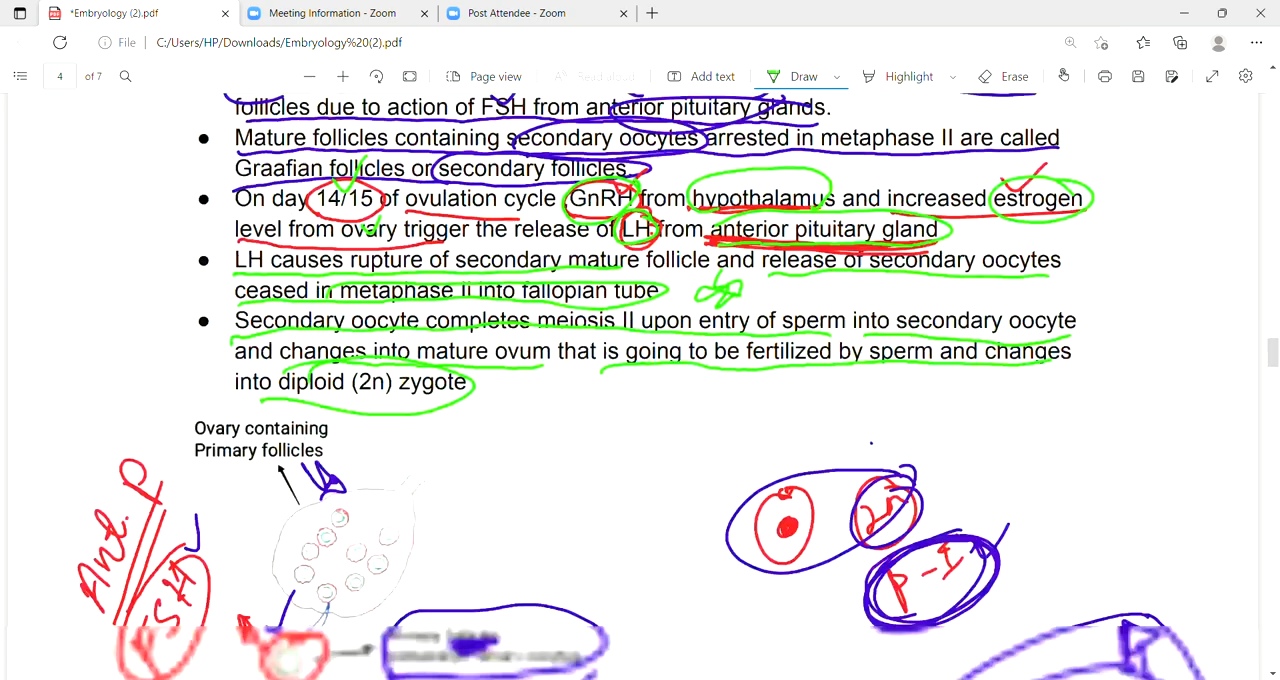 *Embryology (2).pdf
Meeting Information - Zoom
Post Attendee - Zoom
File
C:/Users/HP/Downloads/Embryology%20(2).pdf
4 of 7
Page view
Read aloud
Add text
Draw
Highlight
Erase
follicles due to action of FSH from anterior pituitary glands.
● Mature follicles containing secondary oocytes arrested in metaphase II are called
Graafian follicles or secondary follicles.
● On day 14/15 of ovulation cycle GnRH from hypothalamus and increased estrogen
level from ovary trigger the release of LH from anterior pituitary gland
● LH causes rupture of secondary mature follicle and release of secondary oocytes
ceased in metaphase II into fallopian tube
● Secondary oocyte completes meiosis II upon entry of sperm into secondary oocyte
and changes into mature ovum that is going to be fertilized by sperm and changes
into diploid (2n) zygote
Ovary containing
Primary follicles
Ant. P
FSH
2n
P-I